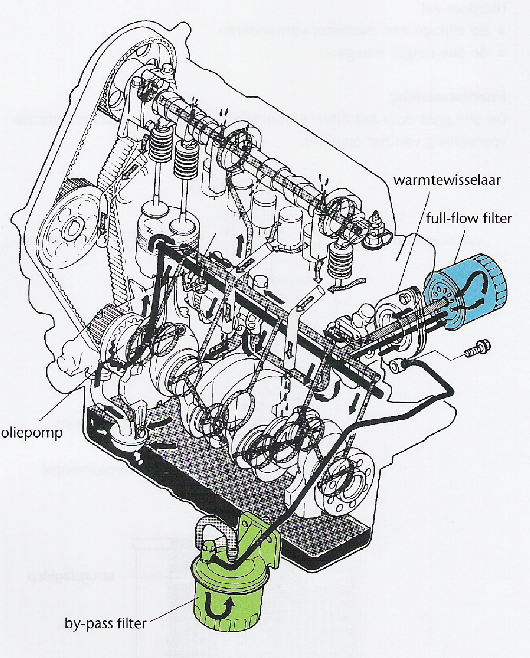 warmtewisselaar
full-flow filter
oliepomp
by-pass filter